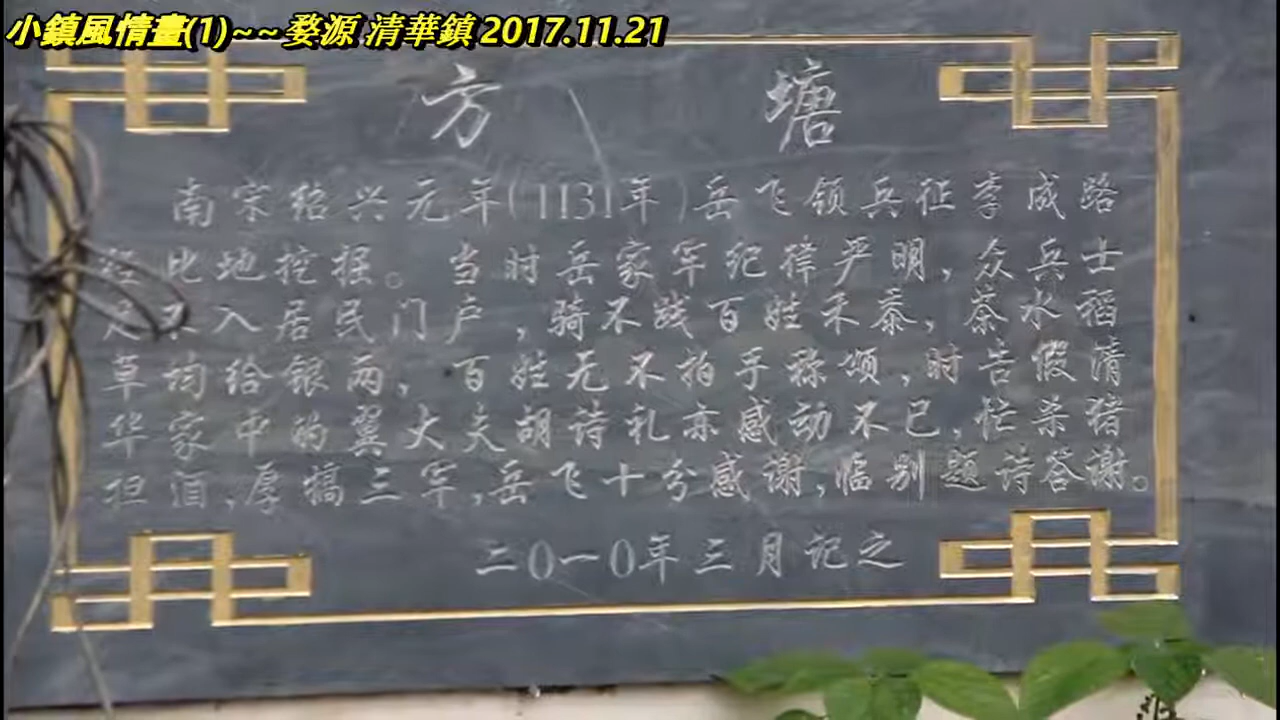 小鎮風情畫(1)~~婺源 清華鎮 2017.11.21
方 塘
南宋绍兴元年(1131年)岳飞领兵征李成路
经此地挖掘。当时岳家军纪律严明,众兵士
足不入居民门户,骑不践百姓禾黍,茶水稻
草均给银两,百姓无不拍手称颂,时告假清
华家中的翼大夫胡诗礼亦感动不已,忙杀猪
担酒,厚犒三军,岳飞十分感谢,临别题诗答谢。
二〇一〇年三月记之